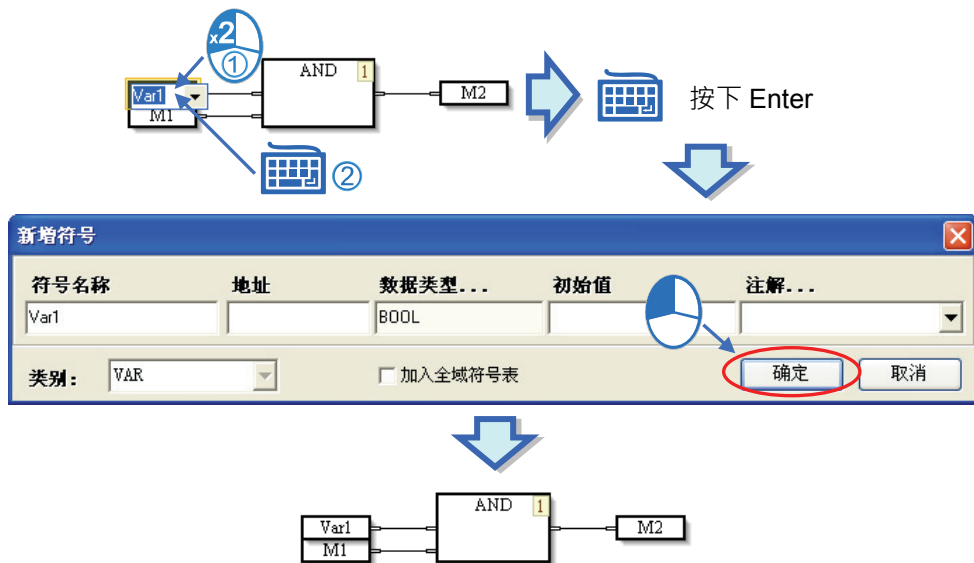 x2
①
AND 1
Var1
M1
M2
按下 Enter
②
新增符号
符号名称 地址 数据类型... 初始值 注解...
Var1 BOOL
类别： VAR 加入全域符号表 确定 取消
AND 1
Var1
M1
M2